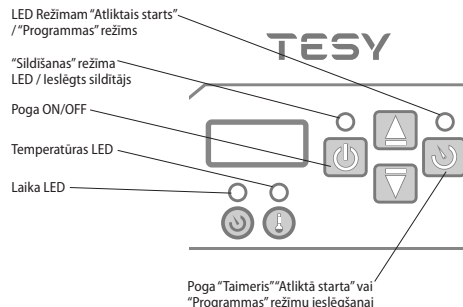 LED Režīmam “Atliktais starts”
/ “Programmas” režīms
TESY
“Sildīšanas” režīma
LED / Ieslēgts sildītājs
Poga ON/OFF
Temperatūras LED
Laika LED
Poga “Taimeris”“Atliktā starta” vai
“Programmas” režīmu ieslēgšanai